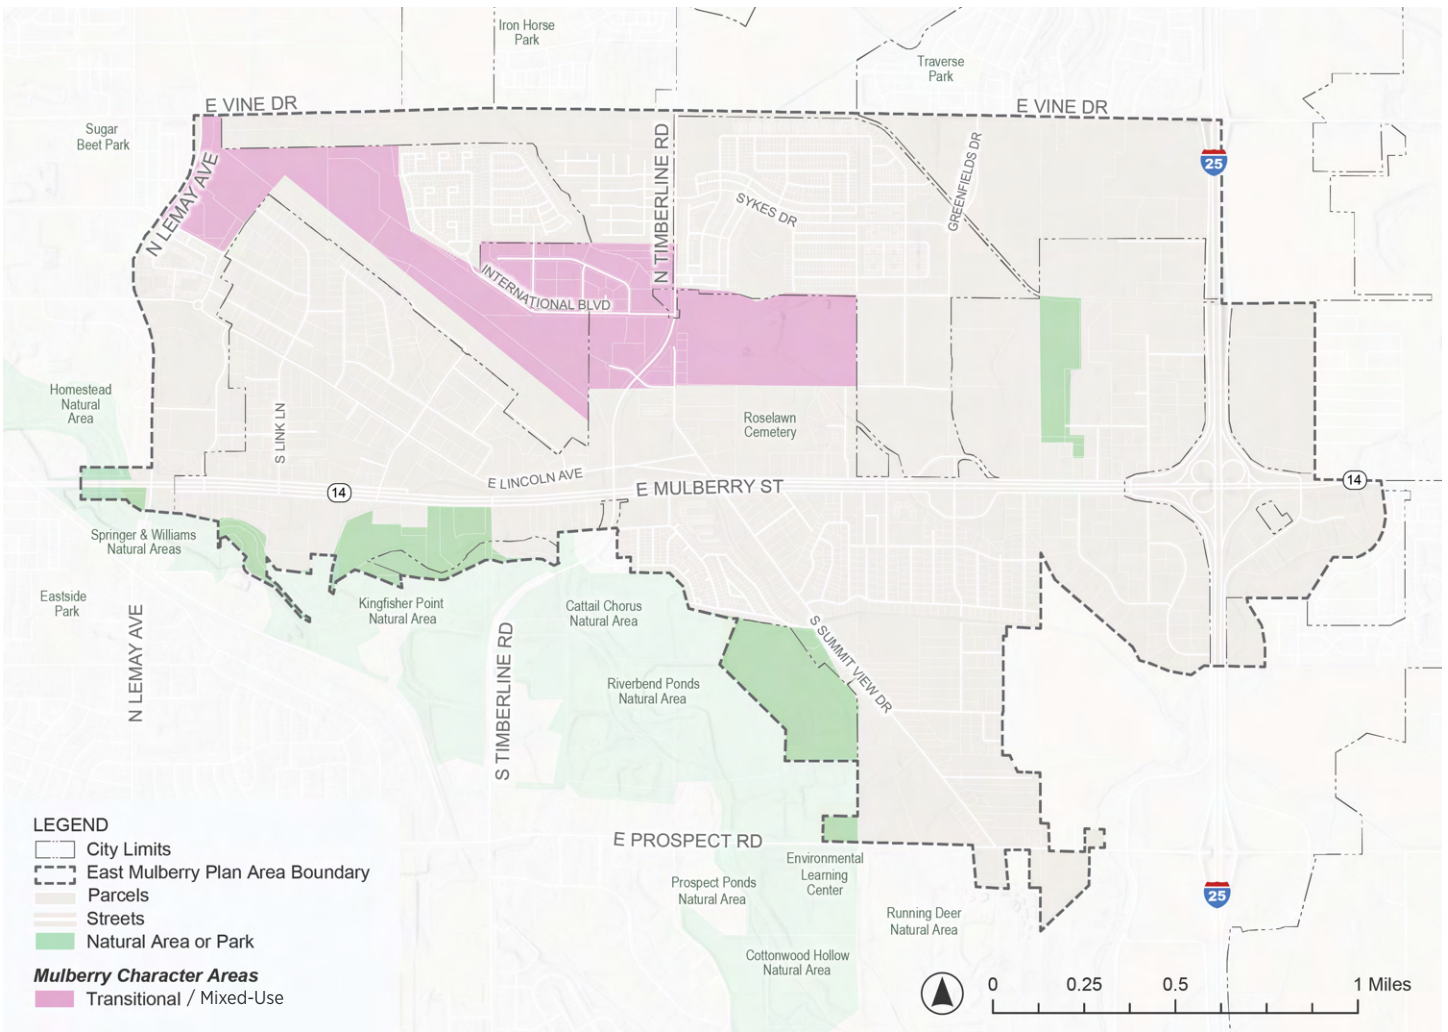 Iron Horse
Park
Traverse
Park
E VINE DR
E VINE DR
Sugar
Beet Park
N LEMAY AVE
N TIMBERLINE RD
SYKES DR
GREENFIELDS DR
25
INTERNATIONAL BLVD
Homestead
Natural
Area
S LINK LN
Roselawn
Cemetery
E LINCOLN AVE
E MULBERRY ST
14
14
Springer & Williams
Natural Areas
Eastside
Park
N LEMAY AVE
Kingfisher Point
Natural Area
Cattail Chorus
Natural Area
S TIMBERLINE RD
S SUMMIT VIEW DR
Riverbend Ponds
Natural Area
E PROSPECT RD
Environmental
Learning
Center
Prospect Ponds
Natural Area
Running Deer
Natural Area
25
Cottonwood Hollow
Natural Area
LEGEND
City Limits
East Mulberry Plan Area Boundary
Parcels
Streets
Natural Area or Park
Mulberry Character Areas
Transitional / Mixed-Use
0 0.25 0.5 1 Miles